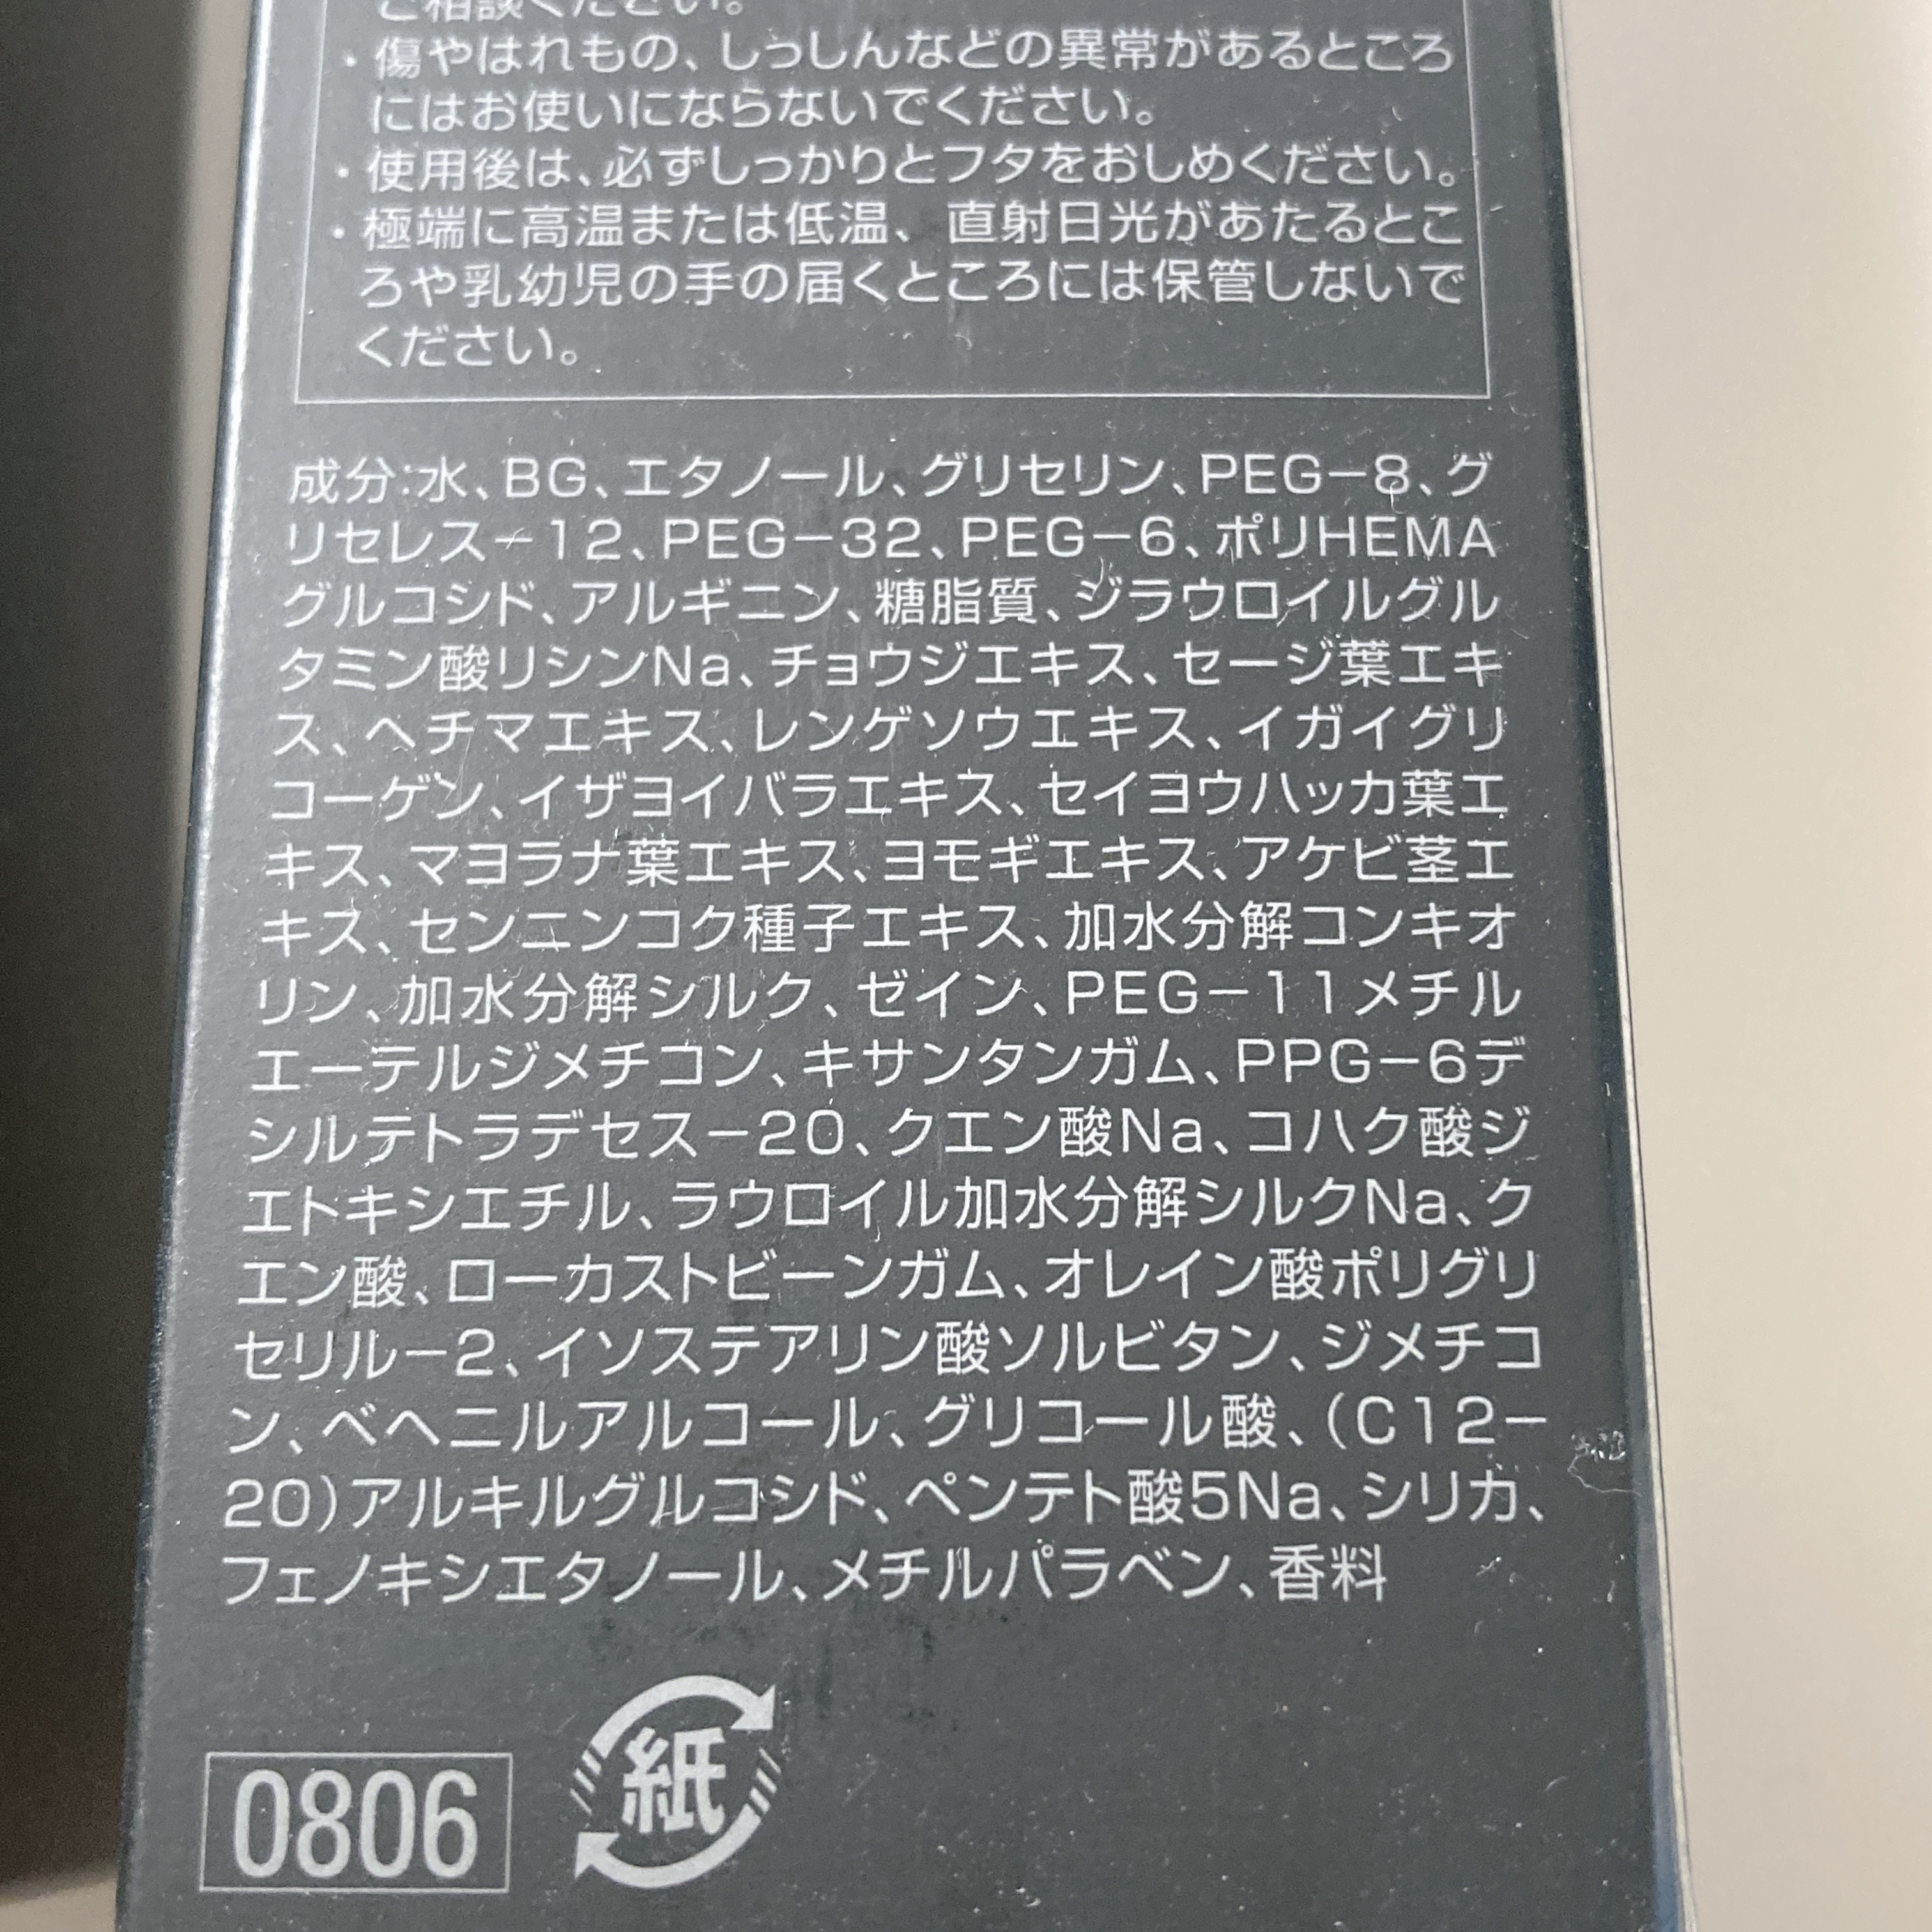 ご相談ください。
・傷やはれもの、しっしんなどの異常があるところ
にはお使いにならないでください。
・使用後は、必ずしっかりとフタをおしめください。
・極端に高温または低温、直射日光があたるとこ
ろや乳幼児の手の届くところには保管しないで
ください。
成分:水、BG、エタノール、グリセリン、PEG−8、グ
リセレス−12、PEG−32、PEG−6、ポリHEMA
グルコシド、アルギニン、糖脂質、ジラウロイルグル
タミン酸リシンNa、チョウジエキス、セージ葉エキ
ス、ヘチマエキス、レンゲソウエキス、イガイグリ
コーゲン、イザヨイバラエキス、セイヨウハッカ葉エ
キス、マヨラナ葉エキス、ヨモギエキス、アケビ茎エ
キス、センニンコク種子エキス、加水分解コンキオ
リン、加水分解シルク、ゼイン、PEG−11メチル
エーテルジメチコン、キサンタンガム、PPG−6デ
シルテトラデセス−20、クエン酸Na、コハク酸ジ
エトキシエチル、ラウロイル加水分解シルクNa、ク
エン酸、ローカストビーンガム、オレイン酸ポリグリ
セリル−2、イソステアリン酸ソルビタン、ジメチコ
ン、ベヘニルアルコール、グリコール酸、(C12−
20)アルキルグルコシド、ペンテト酸5Na、シリカ、
フェノキシエタノール、メチルパラベン、香料
0806
紙